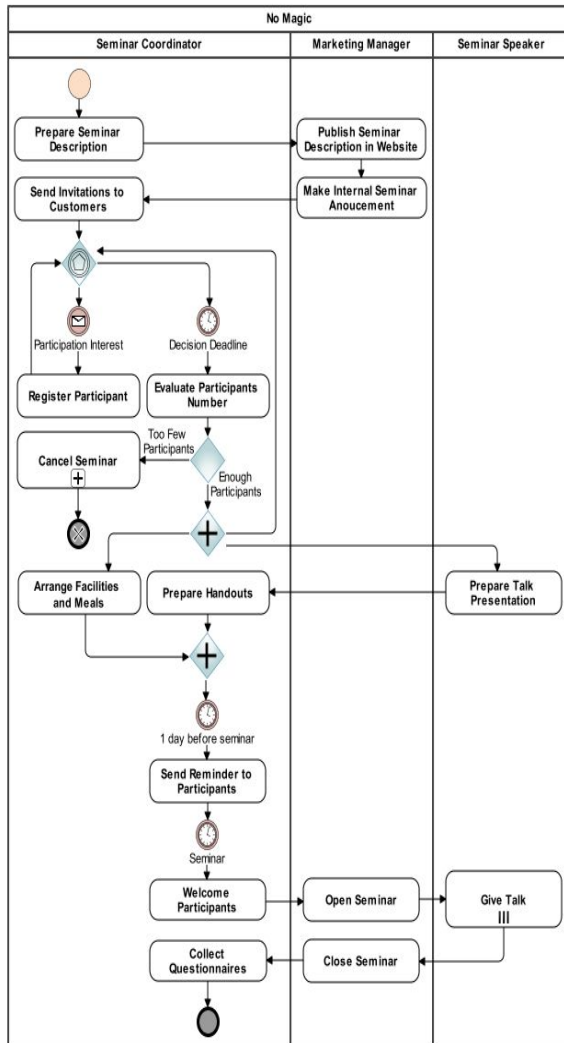 No Magic
Seminar Coordinator
Marketing Manager
Seminar Speaker
Prepare Seminar
Description
Publish Seminar
Description in Website
Send Invitations to
Customers
Make Internal Seminar
Anoucement
Participation Interest
Decision Deadline
Register Participant
Evaluate Participants
Number
Too Few
Participants
Cancel Seminar
Enough
Participants
Arrange Facilities
and Meals
Prepare Handouts
Prepare Talk
Presentation
1 day before seminar
Send Reminder to
Participants
Seminar
Welcome
Participants
Open Seminar
Give Talk
Collect
Questionnaires
Close Seminar